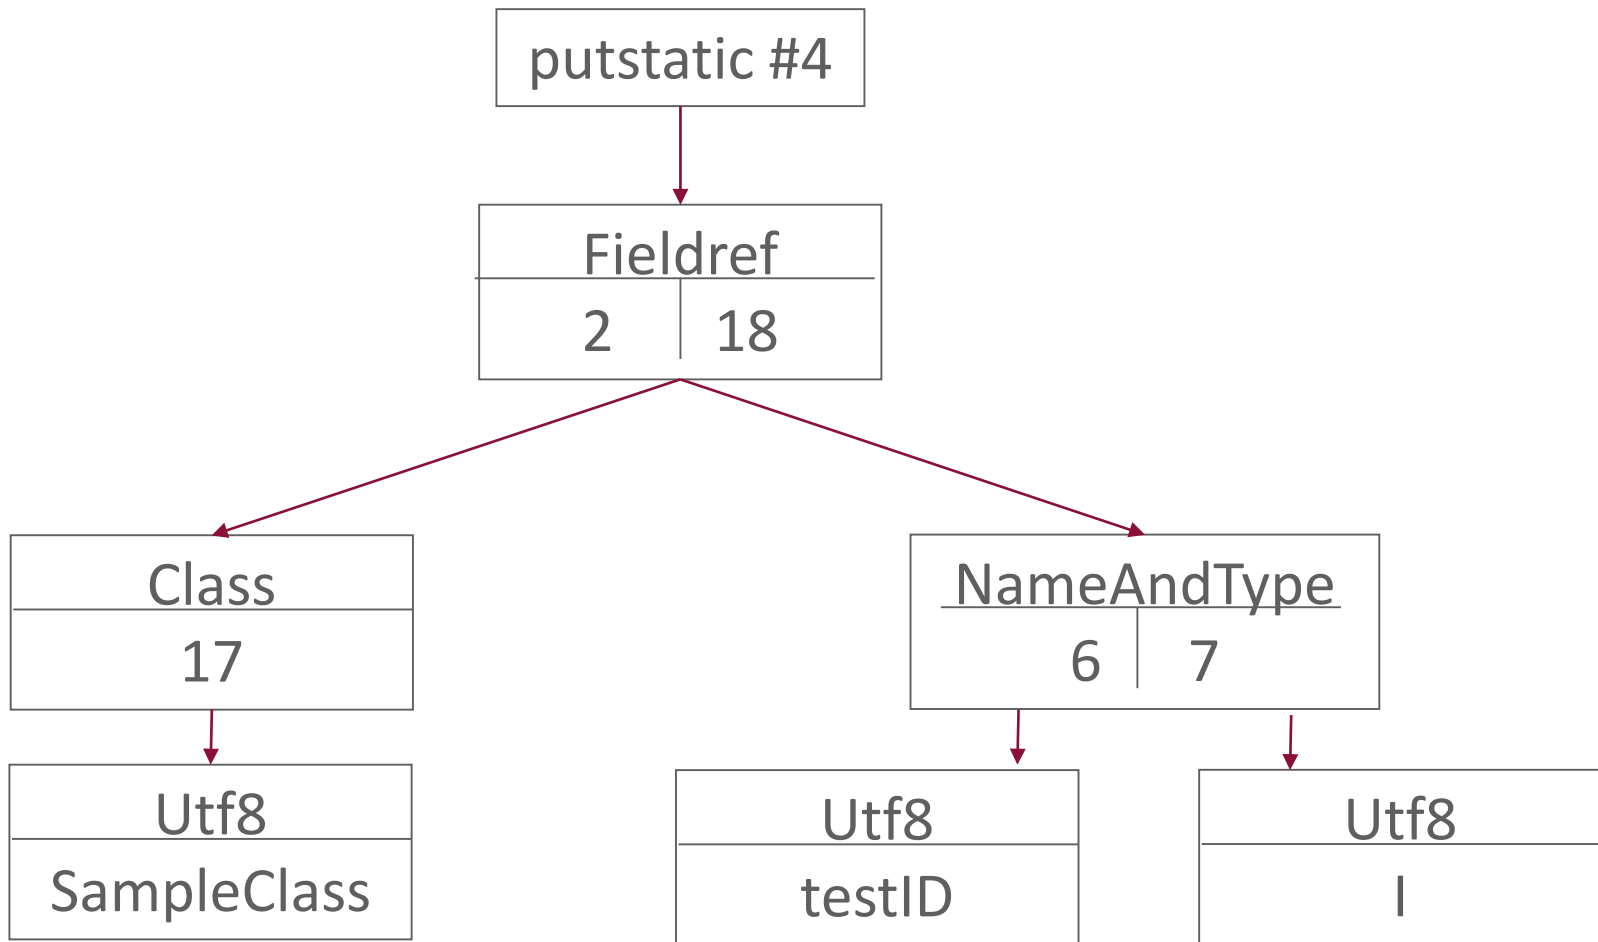 putstatic #4
Fieldref
2 18
Class
17
NameAndType
6 7
Utf8
SampleClass
Utf8
testID
Utf8
I